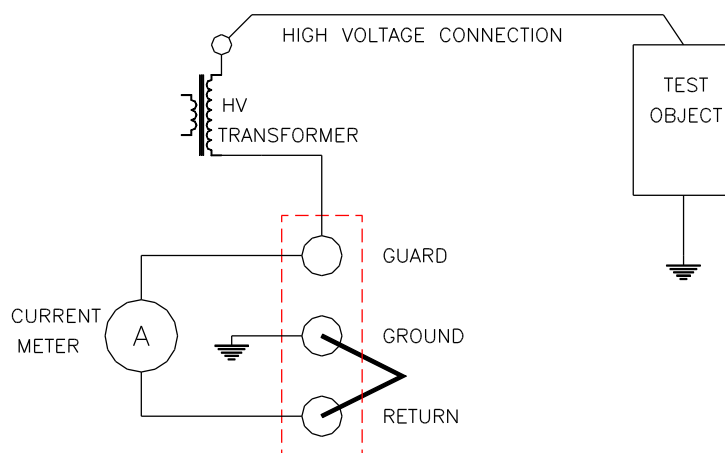 HIGH VOLTAGE CONNECTION
TEST
OBJECT
HV
TRANSFORMER
GUARD
CURRENT
METER
A
GROUND
RETURN